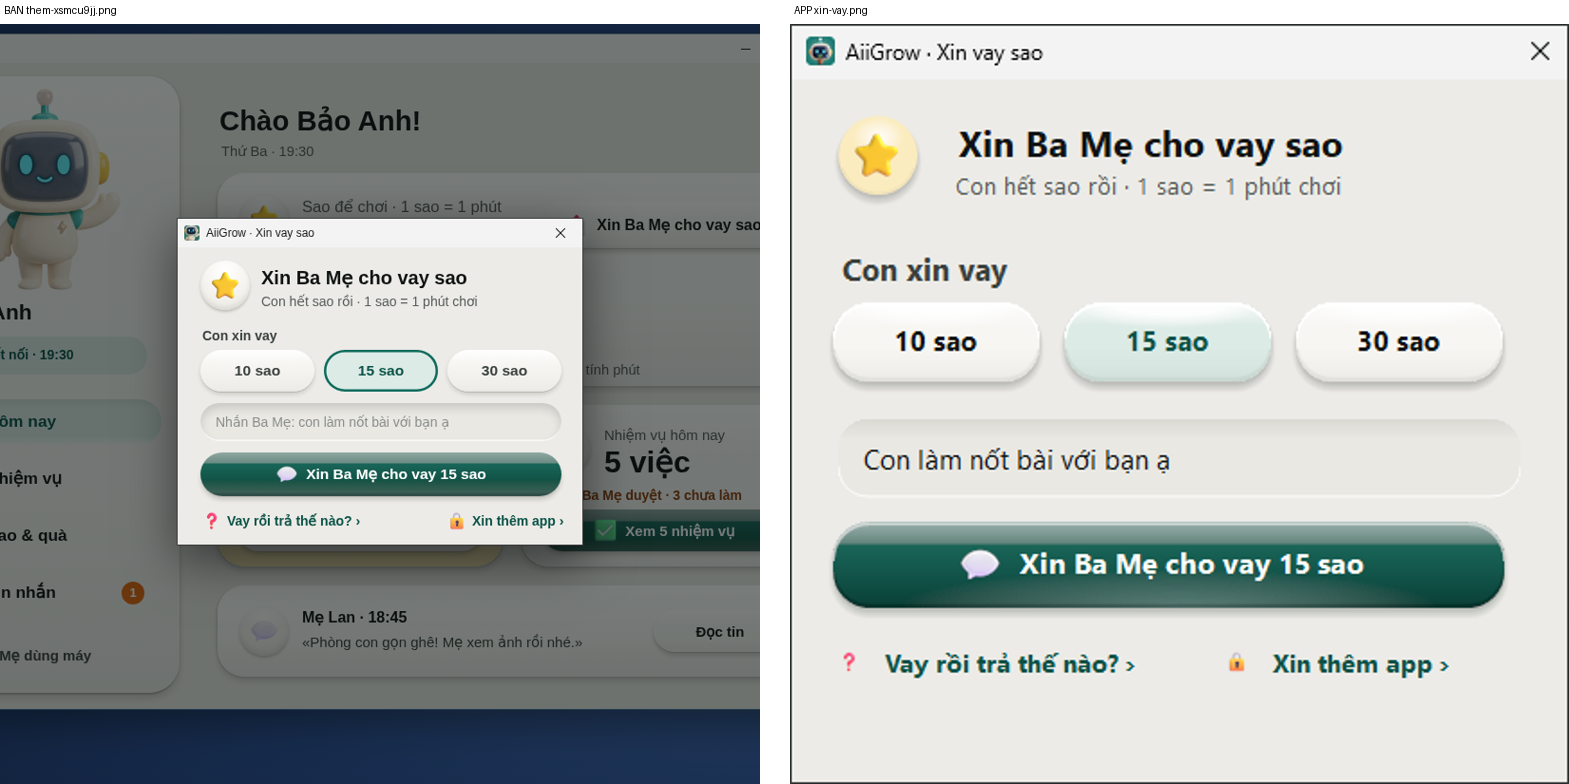 BAN them-xsmcu9jj.png
Chào Bảo Anh!
Thứ Ba · 19:30
Sao để chơi · 1 sao = 1 phút
Xin Ba Mẹ cho vay sao
Anh
t nối · 19:30
ôm nay
hiệm vụ
ao & quà
n nhắn
1
Mẹ dùng máy
AiiGrow · Xin vay sao
Xin Ba Mẹ cho vay sao
Con hết sao rồi · 1 sao = 1 phút chơi
Con xin vay
10 sao
15 sao
30 sao
Nhắn Ba Mẹ: con làm nốt bài với bạn ạ
Xin Ba Mẹ cho vay 15 sao
Vay rồi trả thế nào? ›
Xin thêm app ›
tính phút
Nhiệm vụ hôm nay
5 việc
Ba Mẹ duyệt · 3 chưa làm
Xem 5 nhiệm vụ
Mẹ Lan · 18:45
«Phòng con gọn ghê! Mẹ xem ảnh rồi nhé.»
Đọc tin
APP xin-vay.png
AiiGrow · Xin vay sao
Xin Ba Mẹ cho vay sao
Con hết sao rồi · 1 sao = 1 phút chơi
Con xin vay
10 sao
15 sao
30 sao
Con làm nốt bài với bạn ạ
Xin Ba Mẹ cho vay 15 sao
Vay rồi trả thế nào? ›
Xin thêm app ›